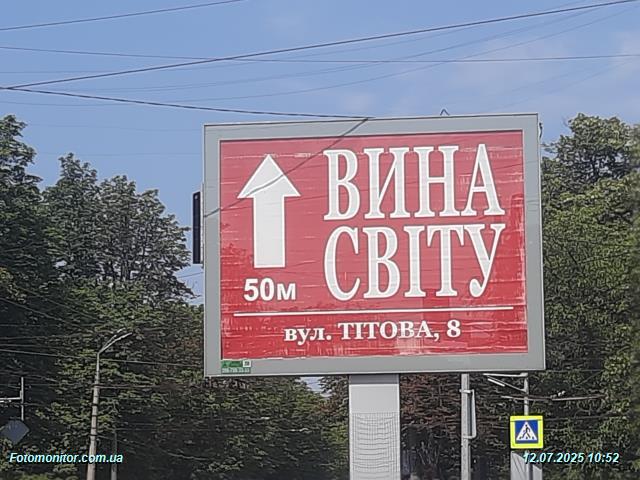 ВИНА
СВІТУ
50м
вул. ТІТОВА, 8
Fotomonitor.com.ua
12.07.2025 10:52